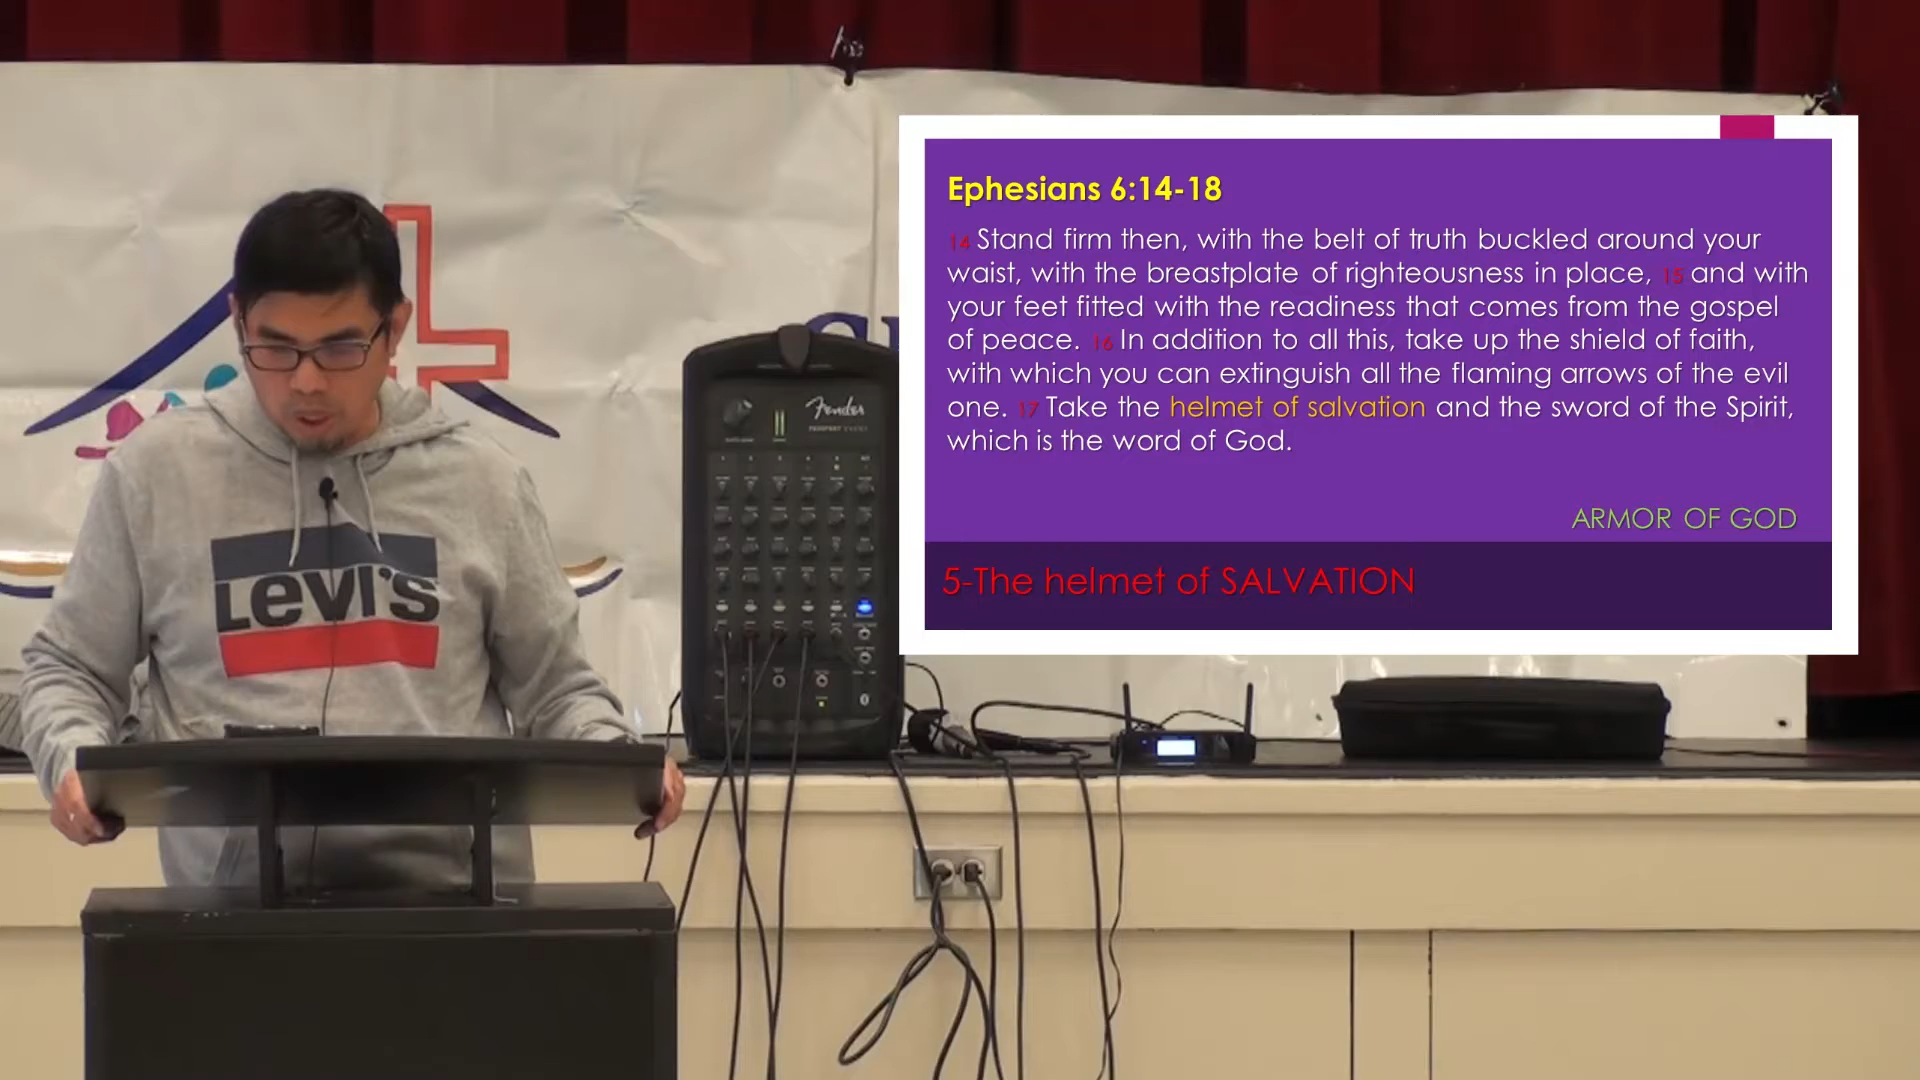 Ephesians 6:14-18
14 Stand firm then, with the belt of truth buckled around your
waist, with the breastplate of righteousness in place, 15 and with
your feet fitted with the readiness that comes from the gospel
of peace. 16 In addition to all this, take up the shield of faith,
with which you can extinguish all the flaming arrows of the evil
one. 17 Take the helmet of salvation and the sword of the Spirit,
which is the word of God.
ARMOR OF GOD
5-The helmet of SALVATION
Fender
LEVI'S